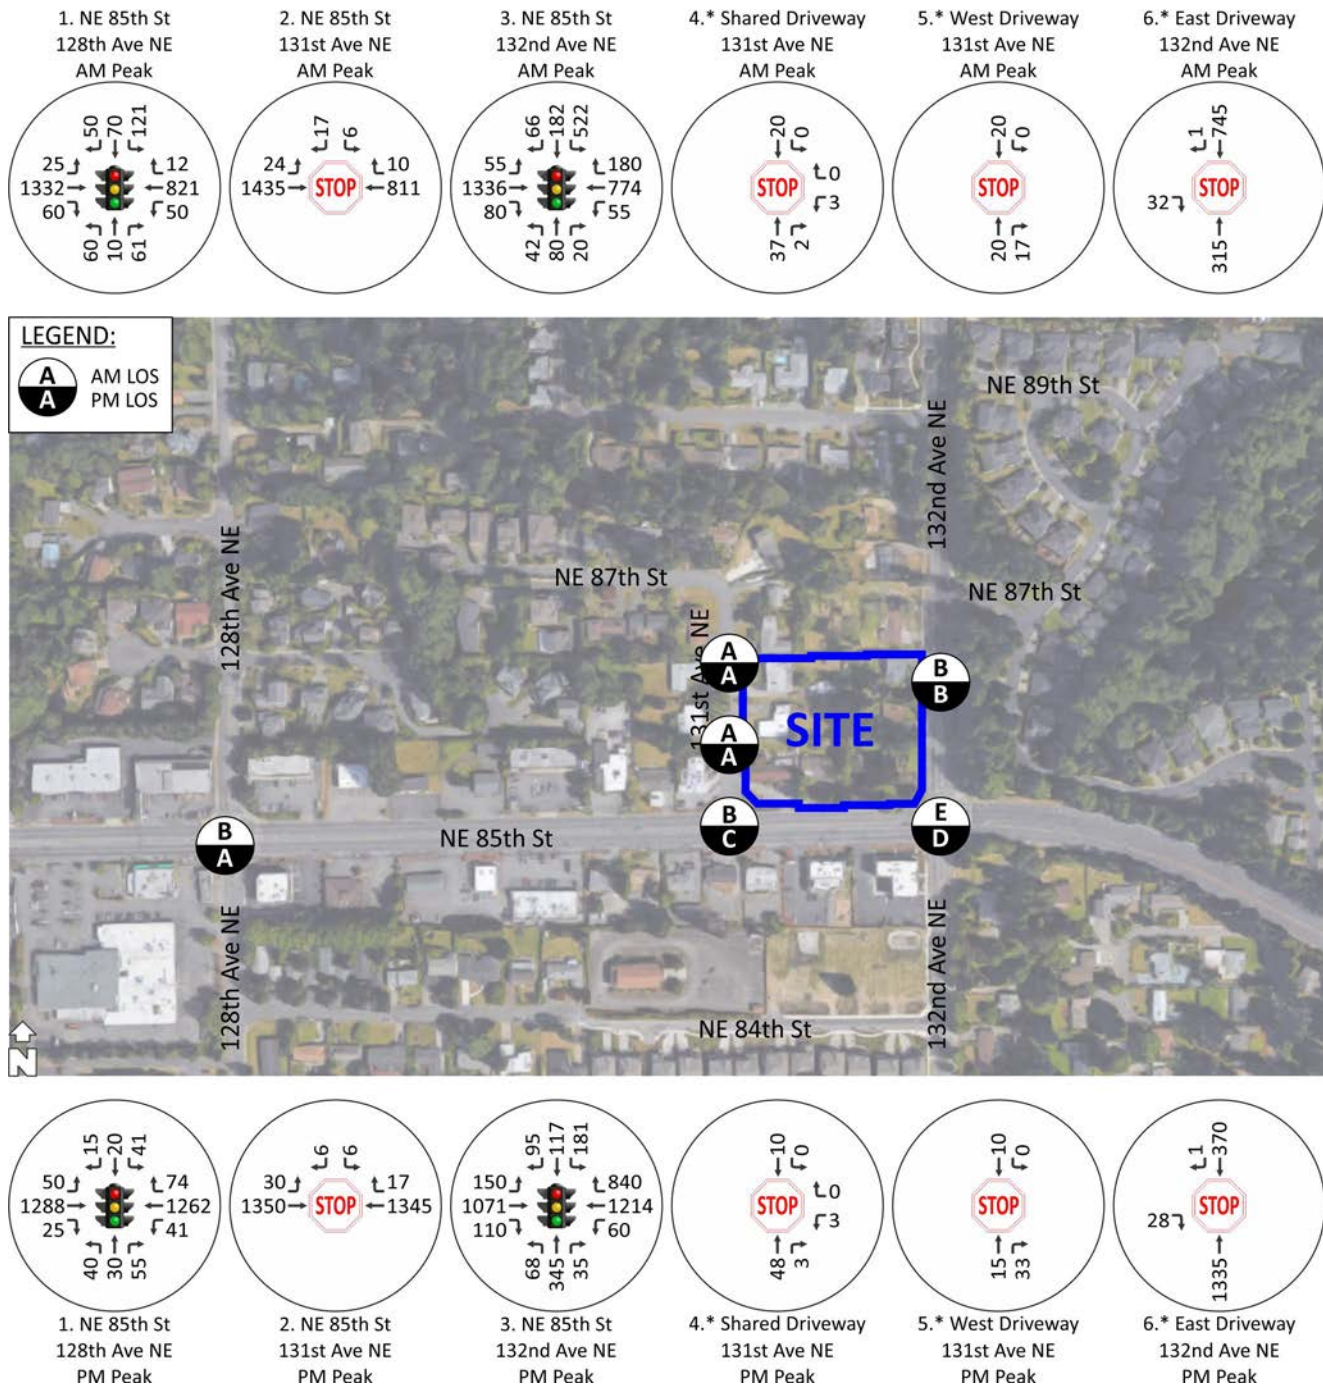 1. NE 85th St
128th Ave NE
AM Peak
2. NE 85th St
131st Ave NE
AM Peak
3. NE 85th St
132nd Ave NE
AM Peak
4.* Shared Driveway
131st Ave NE
AM Peak
5.* West Driveway
131st Ave NE
AM Peak
6.* East Driveway
132nd Ave NE
AM Peak
50 70 121
25 12
1332 821
60 50
60 10 61
17 6
24 10
1435 STOP 811
66 182 522
55 180
1336 774
80 55
42 80 20
20 0
0
STOP
3
37 2
20 0
STOP
20 17
1 745
STOP
32
315
LEGEND:
A AM LOS
A PM LOS
NE 89th St
132nd Ave NE
128th Ave NE
NE 87th St
NE 87th St
131st Ave NE
A
A
B
B
SITE
A
A
B
A
NE 85th St
B
C
E
D
128th Ave NE
132nd Ave NE
NE 84th St
N
15 20 41
50 74
1288 1262
25 41
40 30 55
6 6
30 17
1350 STOP 1345
95 117 181
150 840
1071 1214
110 60
68 345 35
10 0
0
STOP
3
48 3
10 0
STOP
15 33
1 370
STOP
28
1335
1. NE 85th St
128th Ave NE
PM Peak
2. NE 85th St
131st Ave NE
PM Peak
3. NE 85th St
132nd Ave NE
PM Peak
4.* Shared Driveway
131st Ave NE
PM Peak
5.* West Driveway
131st Ave NE
PM Peak
6.* East Driveway
132nd Ave NE
PM Peak